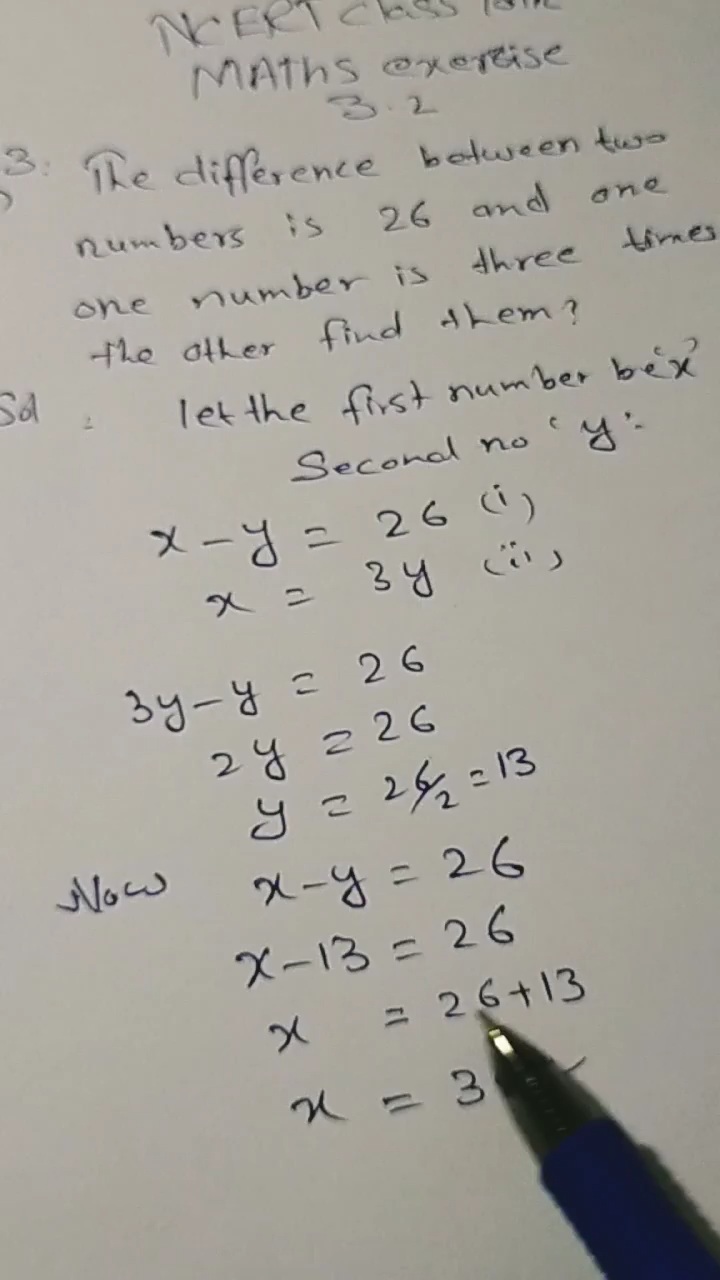 NCERT class 10th
MAths exercise
3.2
3. The difference between two
numbers is 26 and one
one number is three times
the other find them?
Sol : let the first number be 'x'
Second no 'y'.
x - y = 26 (i)
x = 3y (ii)
3y - y = 26
2y = 26
y = 26/2 = 13
Now x - y = 26
x - 13 = 26
x = 26 + 13
x = 3